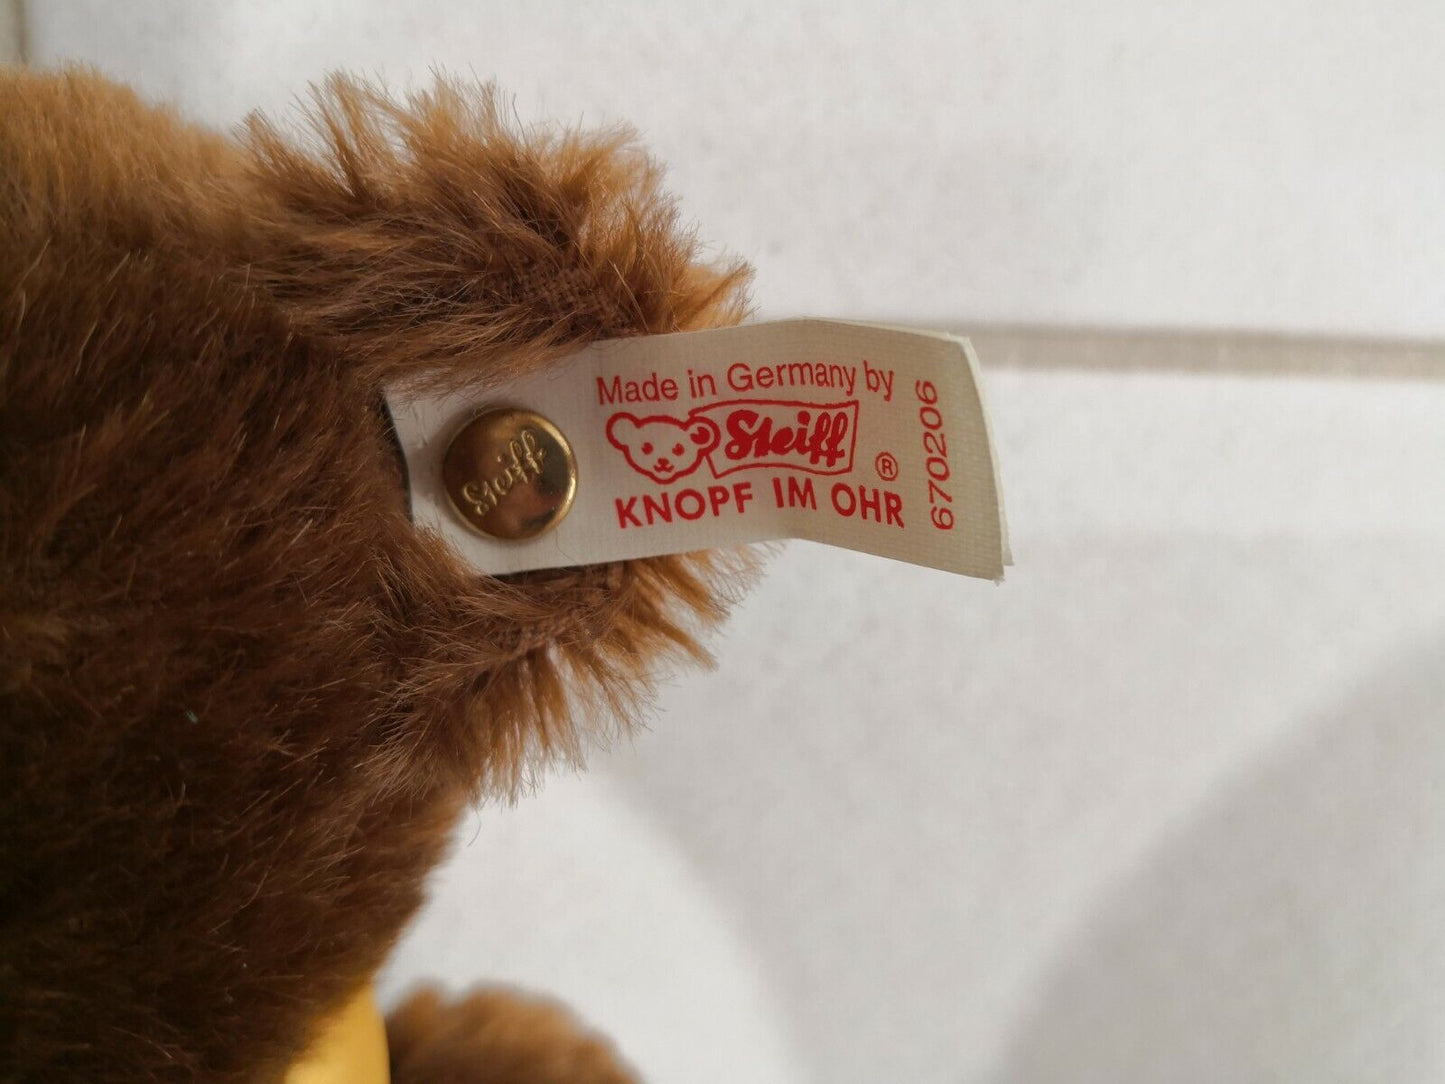 Steiff
Made in Germany by
Steiff
®
KNOPF IM OHR
670206